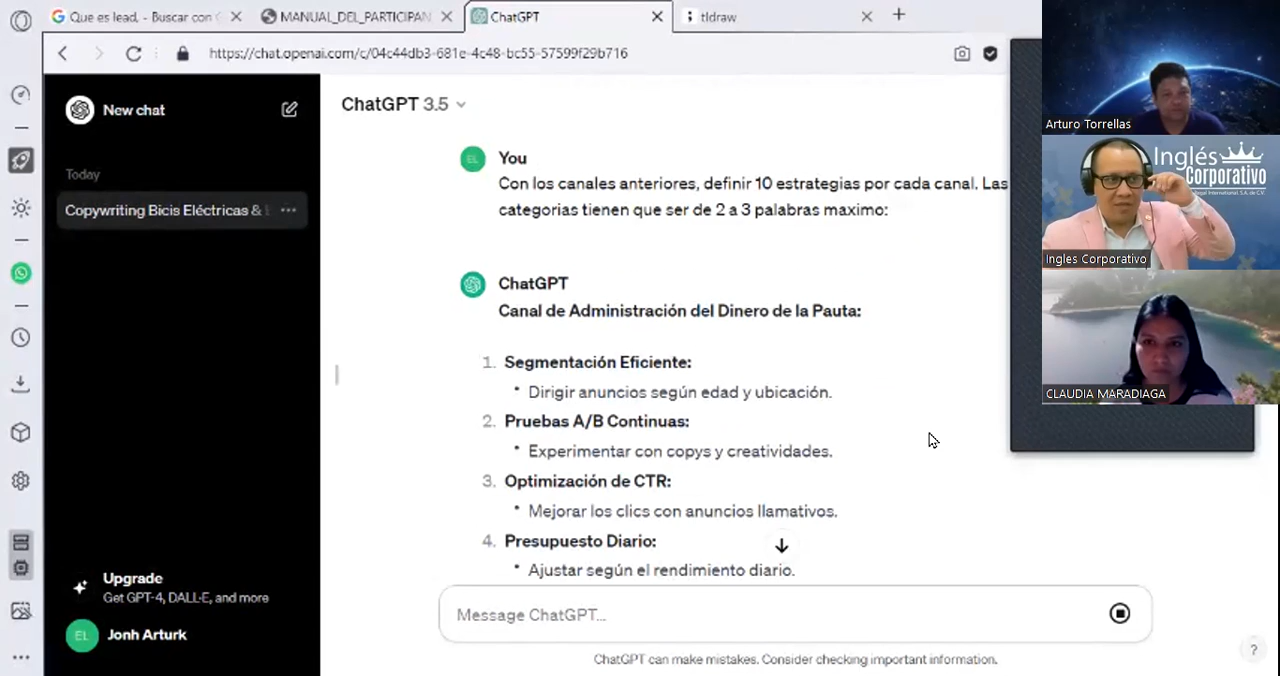 Que es lead, - Buscar con
MANUAL_DEL_PARTICIPAN
ChatGPT
tldraw
https://chat.openai.com/c/04c44db3-681e-4c48-bc55-57599f29b716
New chat
Today
Copywriting Bicis Eléctricas &
Upgrade
Get GPT-4, DALL·E, and more
EL
Jonh Arturk
ChatGPT 3.5
EL
You
Con los canales anteriores, definir 10 estrategias por cada canal. Las
categorias tienen que ser de 2 a 3 palabras maximo:
ChatGPT
Canal de Administración del Dinero de la Pauta:
1. Segmentación Eficiente:
• Dirigir anuncios según edad y ubicación.
2. Pruebas A/B Continuas:
• Experimentar con copys y creatividades.
3. Optimización de CTR:
• Mejorar los clics con anuncios llamativos.
4. Presupuesto Diario:
• Ajustar según el rendimiento diario.
Message ChatGPT...
ChatGPT can make mistakes. Consider checking important information.
?
Arturo Torrellas
Inglés
Corporativo
Ingles Corporativo
CLAUDIA MARADIAGA